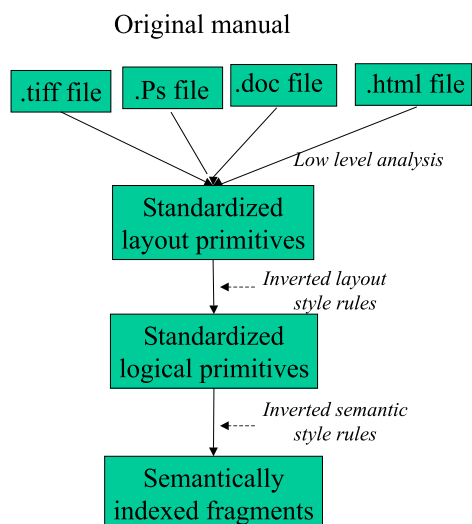 Original manual
.tiff file
.Ps file
.doc file
.html file
Low level analysis
Standardized
layout primitives
Inverted layout
style rules
Standardized
logical primitives
Inverted semantic
style rules
Semantically
indexed fragments